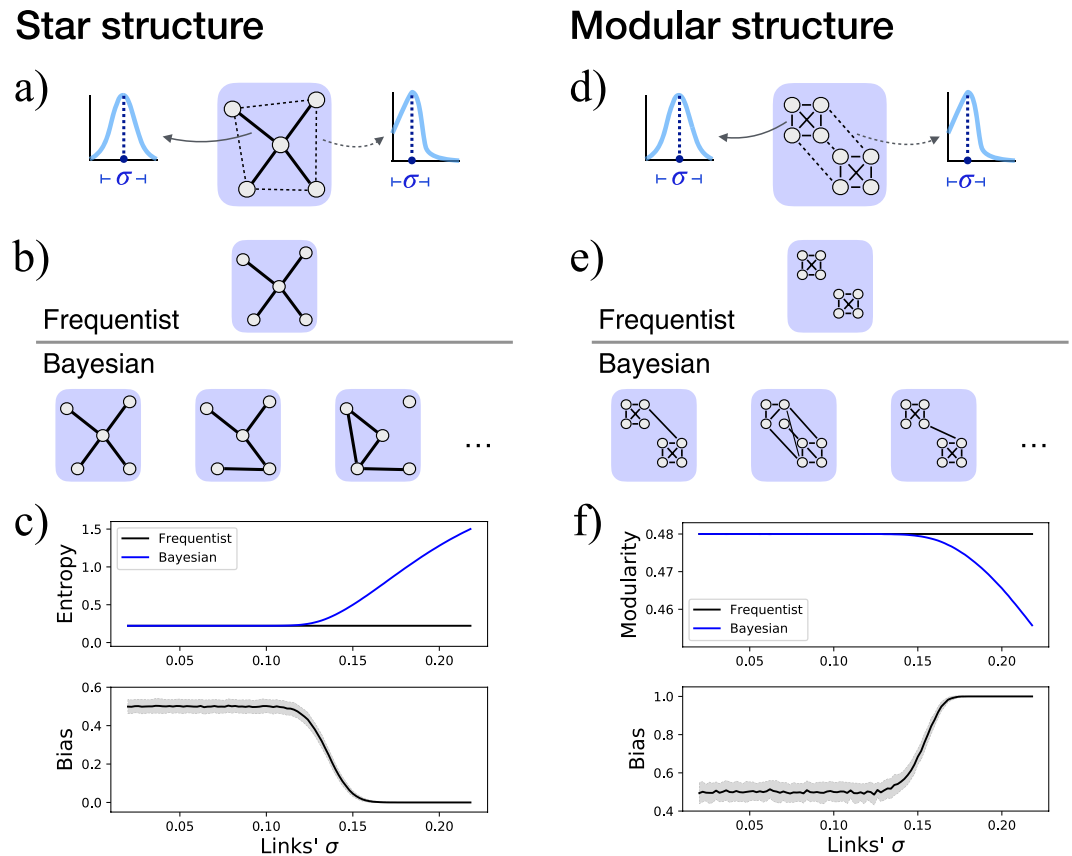 Star structure
Modular structure
a)
⊢ σ ⊣
⊢ σ ⊣
d)
⊢ σ ⊣
⊢ σ ⊣
b)
Frequentist
Bayesian
...
e)
Frequentist
Bayesian
...
c)
Entropy
1.5
1.0
0.5
0.0
Frequentist
Bayesian
0.05 0.10 0.15 0.20
Bias
0.6
0.4
0.2
0.0
0.05 0.10 0.15 0.20
Links' σ
f)
Modularity
0.48
0.47
0.46
Frequentist
Bayesian
0.05 0.10 0.15 0.20
Bias
1.0
0.8
0.6
0.4
0.05 0.10 0.15 0.20
Links' σ